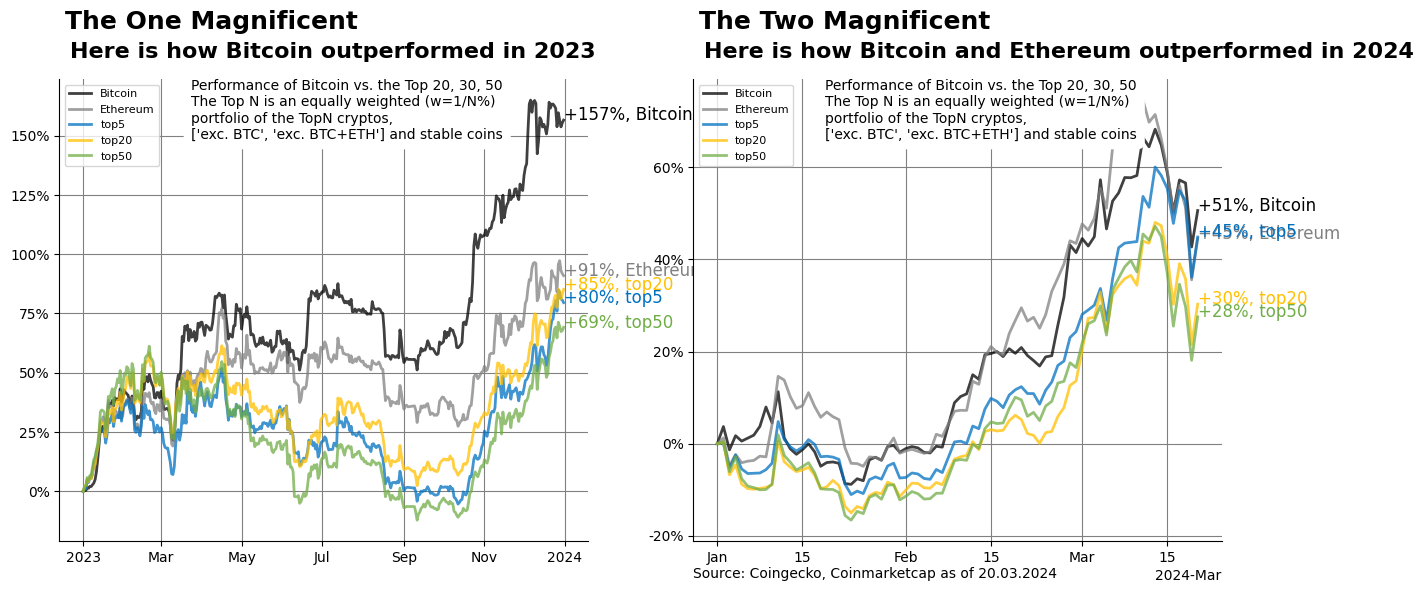 The One Magnificent
Here is how Bitcoin outperformed in 2023
Bitcoin
Ethereum
top5
top20
top50
Performance of Bitcoin vs. the Top 20, 30, 50
The Top N is an equally weighted (w=1/N%)
portfolio of the TopN cryptos,
['exc. BTC', 'exc. BTC+ETH'] and stable coins
150%
125%
100%
75%
50%
25%
0%
+157%, Bitcoin
+91%, Ethereum
+85%, top20
+80%, top5
+69%, top50
2023
Mar
May
Jul
Sep
Nov
2024
The Two Magnificent
Here is how Bitcoin and Ethereum outperformed in 2024
Bitcoin
Ethereum
top5
top20
top50
Performance of Bitcoin vs. the Top 20, 30, 50
The Top N is an equally weighted (w=1/N%)
portfolio of the TopN cryptos,
['exc. BTC', 'exc. BTC+ETH'] and stable coins
60%
40%
20%
0%
-20%
+51%, Bitcoin
+45%, top5
Ethereum
+30%, top20
+28%, top50
Jan
15
Feb
15
Mar
15
2024-Mar
Source: Coingecko, Coinmarketcap as of 20.03.2024